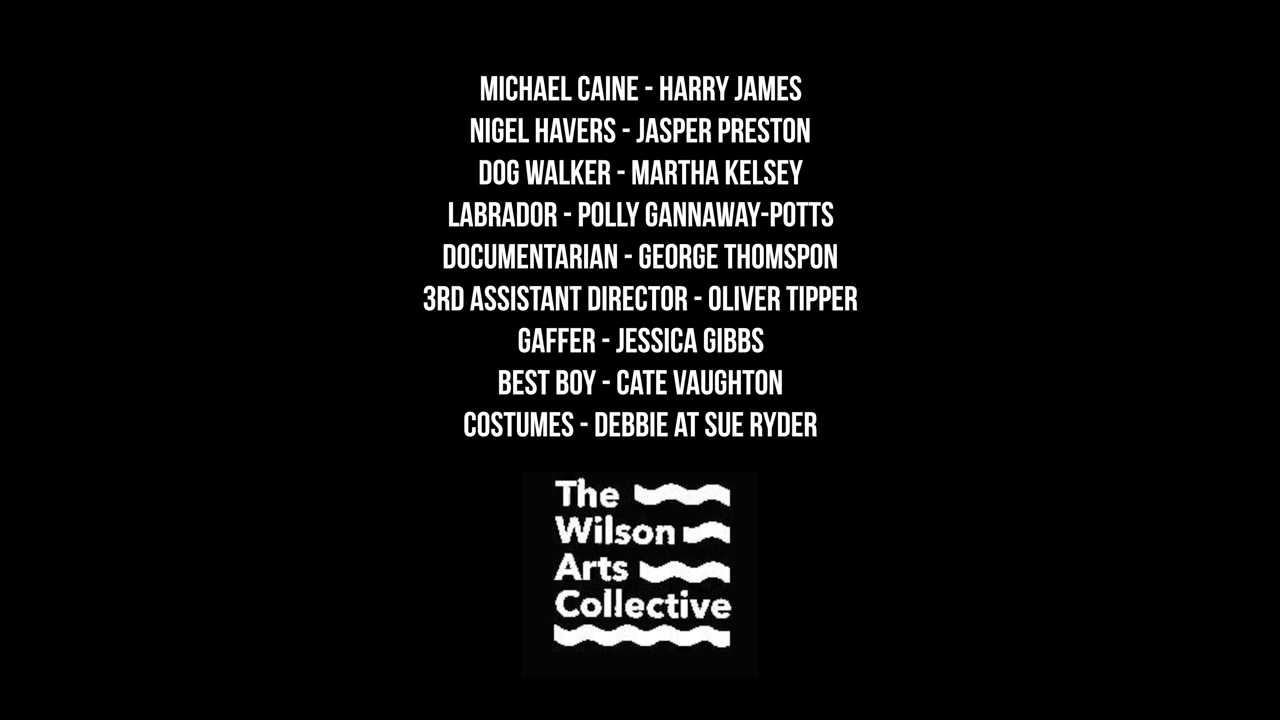 MICHAEL CAINE - HARRY JAMES
NIGEL HAVERS - JASPER PRESTON
DOG WALKER - MARTHA KELSEY
LABRADOR - POLLY GANNAWAY-POTTS
DOCUMENTARIAN - GEORGE THOMSPON
3RD ASSISTANT DIRECTOR - OLIVER TIPPER
GAFFER - JESSICA GIBBS
BEST BOY - CATE VAUGHTON
COSTUMES - DEBBIE AT SUE RYDER
The
Wilson
Arts
Collective